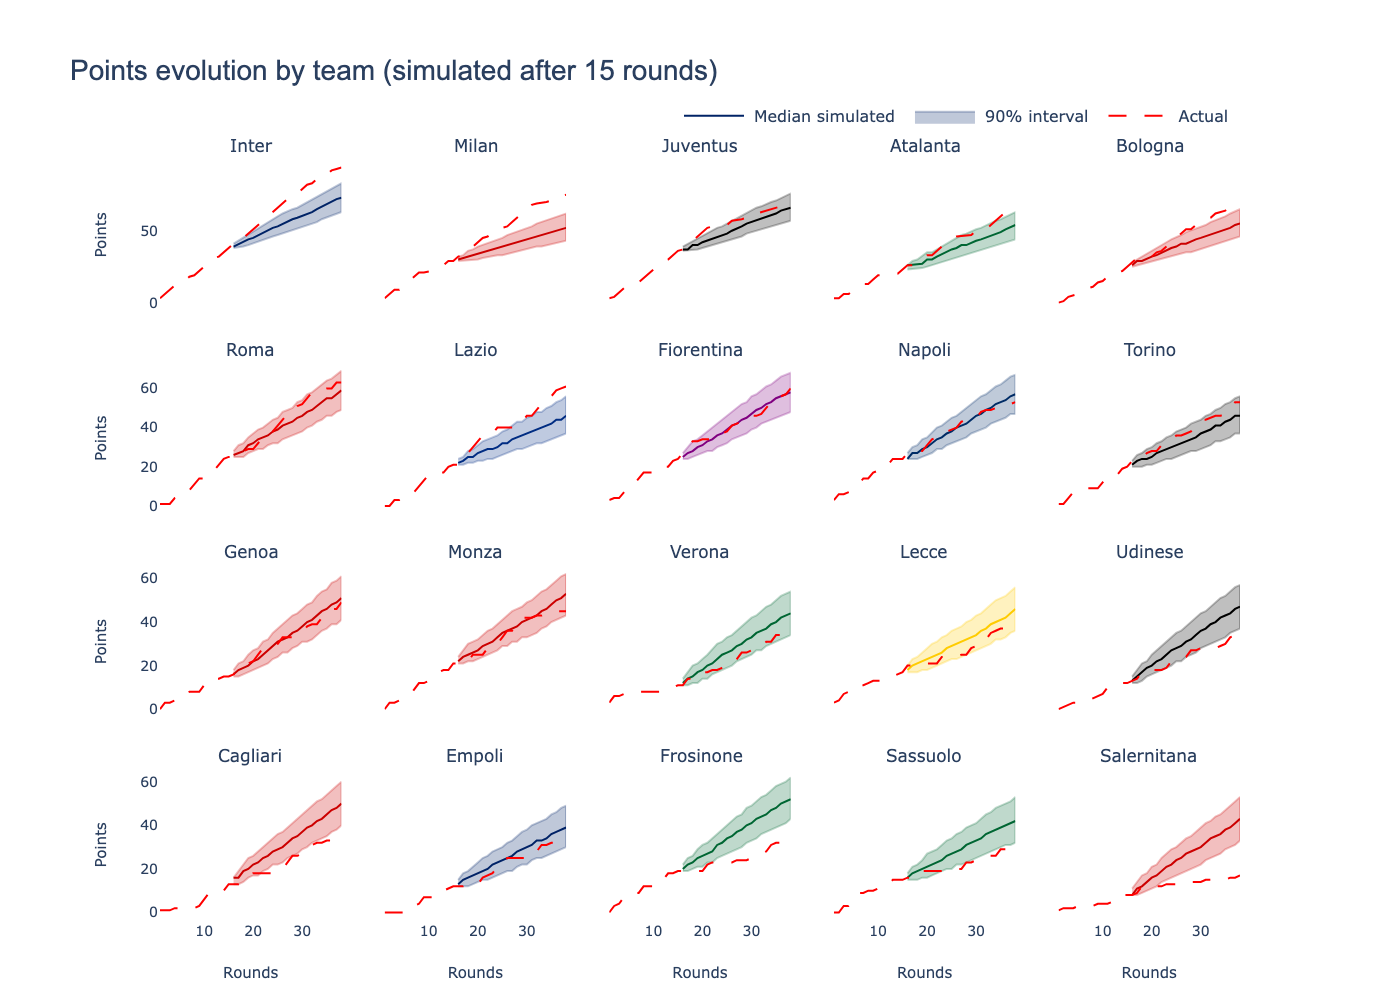 Points evolution by team (simulated after 15 rounds)
Median simulated 90% interval Actual
Inter Milan Juventus Atalanta Bologna
Points
50
0
Roma Lazio Fiorentina Napoli Torino
Points
60
40
20
0
Genoa Monza Verona Lecce Udinese
Points
60
40
20
0
Cagliari Empoli Frosinone Sassuolo Salernitana
Points
60
40
20
0
10 20 30 10 20 30 10 20 30 10 20 30 10 20 30
Rounds Rounds Rounds Rounds Rounds